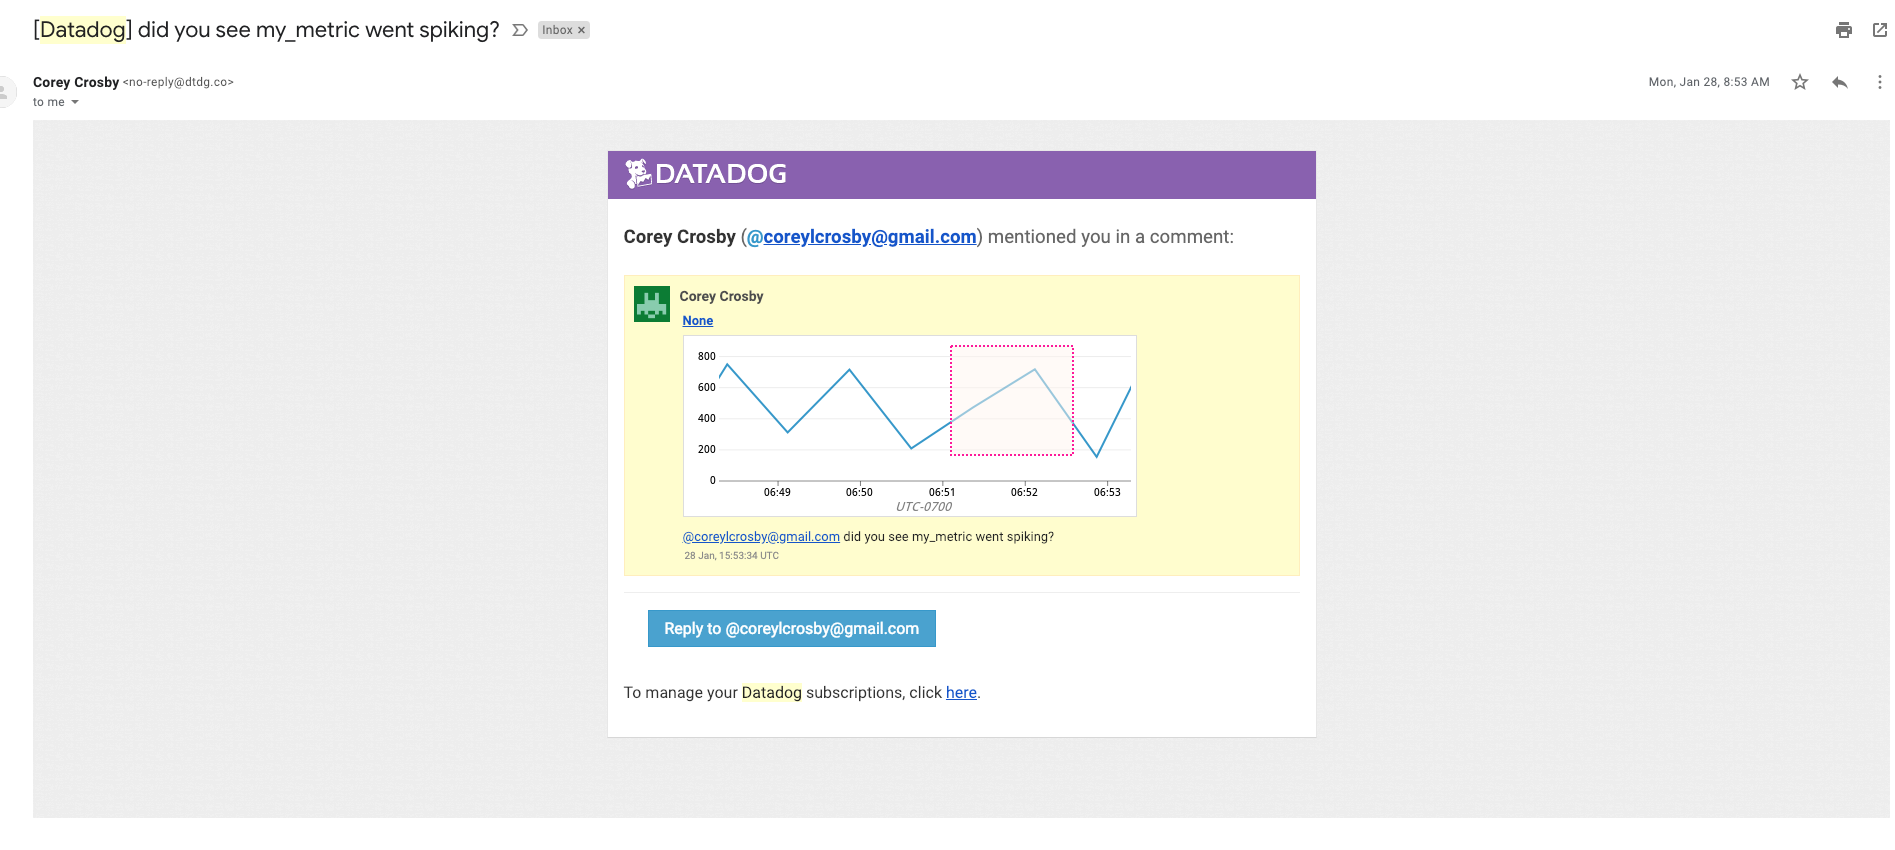 [Datadog] did you see my_metric went spiking? Inbox x
Corey Crosby <no-reply@dtdg.co> Mon, Jan 28, 8:53 AM
to me
DATADOG
Corey Crosby (@coreylcrosby@gmail.com) mentioned you in a comment:
Corey Crosby
None
800
600
400
200
0
06:49 06:50 06:51 06:52 06:53
UTC-0700
@coreylcrosby@gmail.com did you see my_metric went spiking?
28 Jan, 15:53:34 UTC
Reply to @coreylcrosby@gmail.com
To manage your Datadog subscriptions, click here.